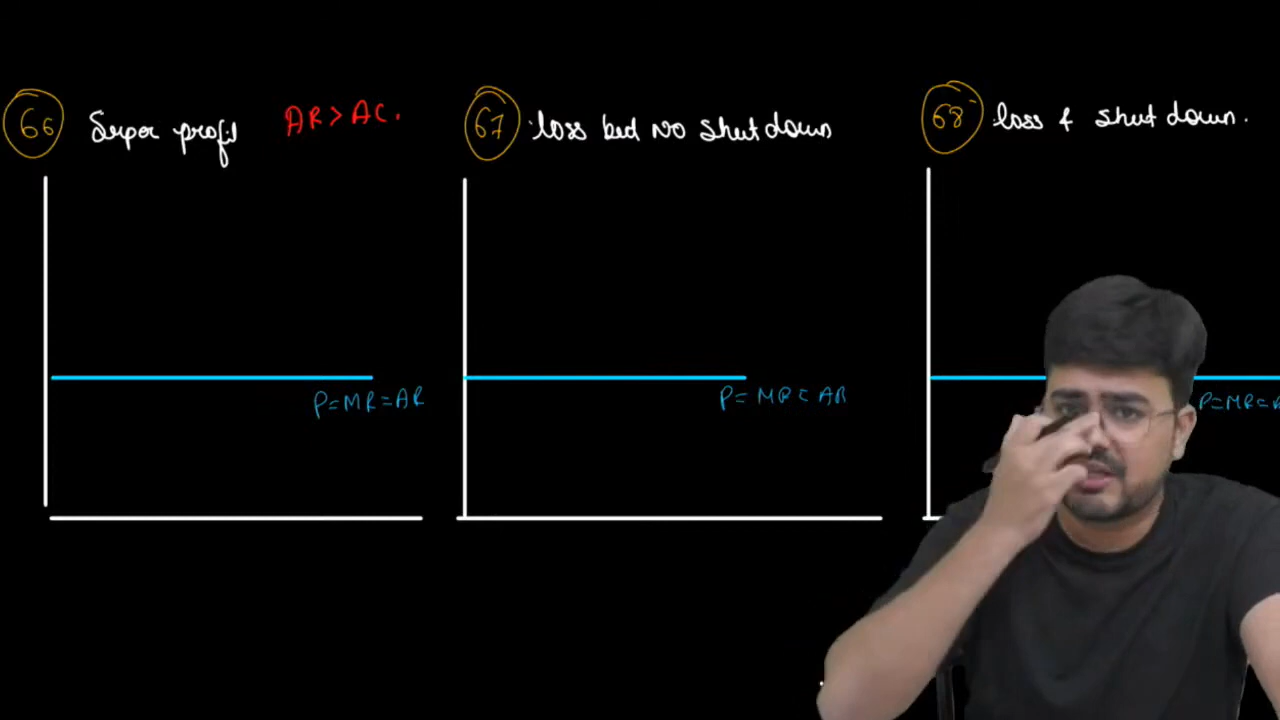 66 Super profit AR > AC.
P=MR=AR
67 loss but No shut down
P=MR=AR
68 loss & shut down.
P=MR=